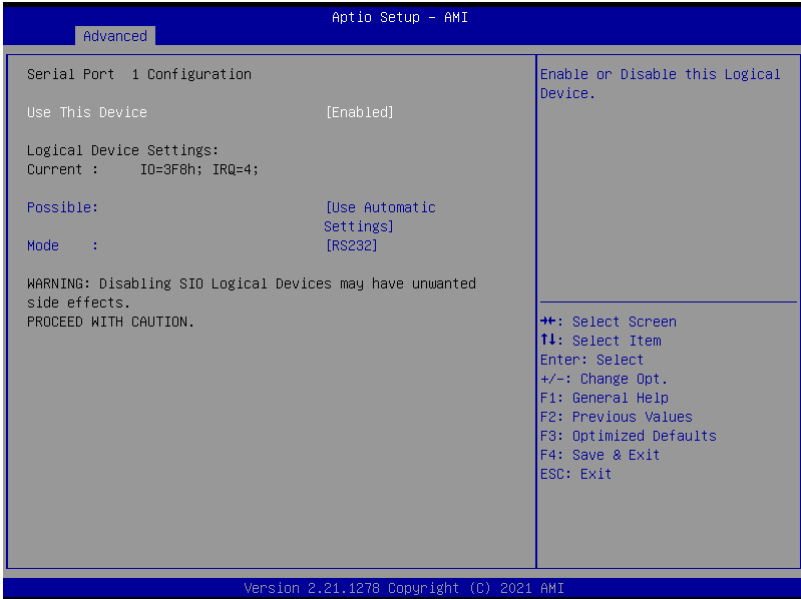 Aptio Setup – AMI
Advanced
Serial Port 1 Configuration
Use This Device [Enabled]
Logical Device Settings:
Current : IO=3F8h; IRQ=4;
Possible: [Use Automatic
Settings]
Mode : [RS232]
WARNING: Disabling SIO Logical Devices may have unwanted
side effects.
PROCEED WITH CAUTION.
Enable or Disable this Logical
Device.
→←: Select Screen
↑↓: Select Item
Enter: Select
+/-: Change Opt.
F1: General Help
F2: Previous Values
F3: Optimized Defaults
F4: Save & Exit
ESC: Exit
Version 2.21.1278 Copyright (C) 2021 AMI